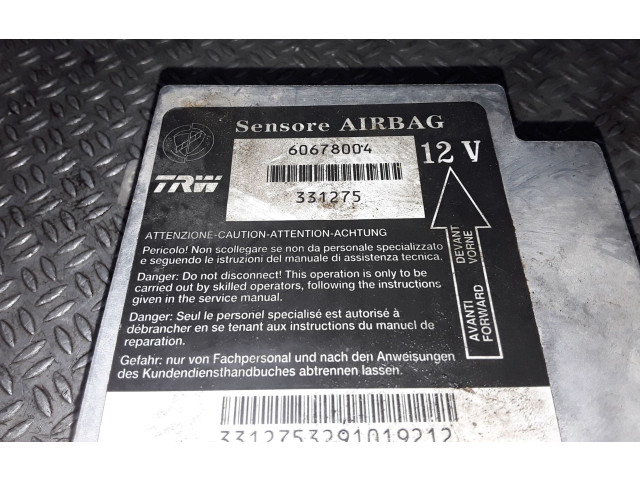 Sensore AIRBAG
60678004
12 V
TRW
331275
ATTENZIONE-CAUTION-ATTENTION-ACHTUNG
Pericolo! Non scollegare se non da personale specializzato
e seguendo le istruzioni del manuale di assistenza tecnica.
Danger: Do not disconnect! This operation is only to be
carried out by skilled operators, following the instructions
given in the service manual.
Danger: Seul le personel spécialisé est autorisé à
débrancher en se tenant aux instructions du manuel de
reparation.
Gefahr: nur von Fachpersonal und nach den Anweisungen
des Kundendiensthandbuches abtrennen lassen.
AVANTI DEVANT
FORWARD VORNE
3312753291019212